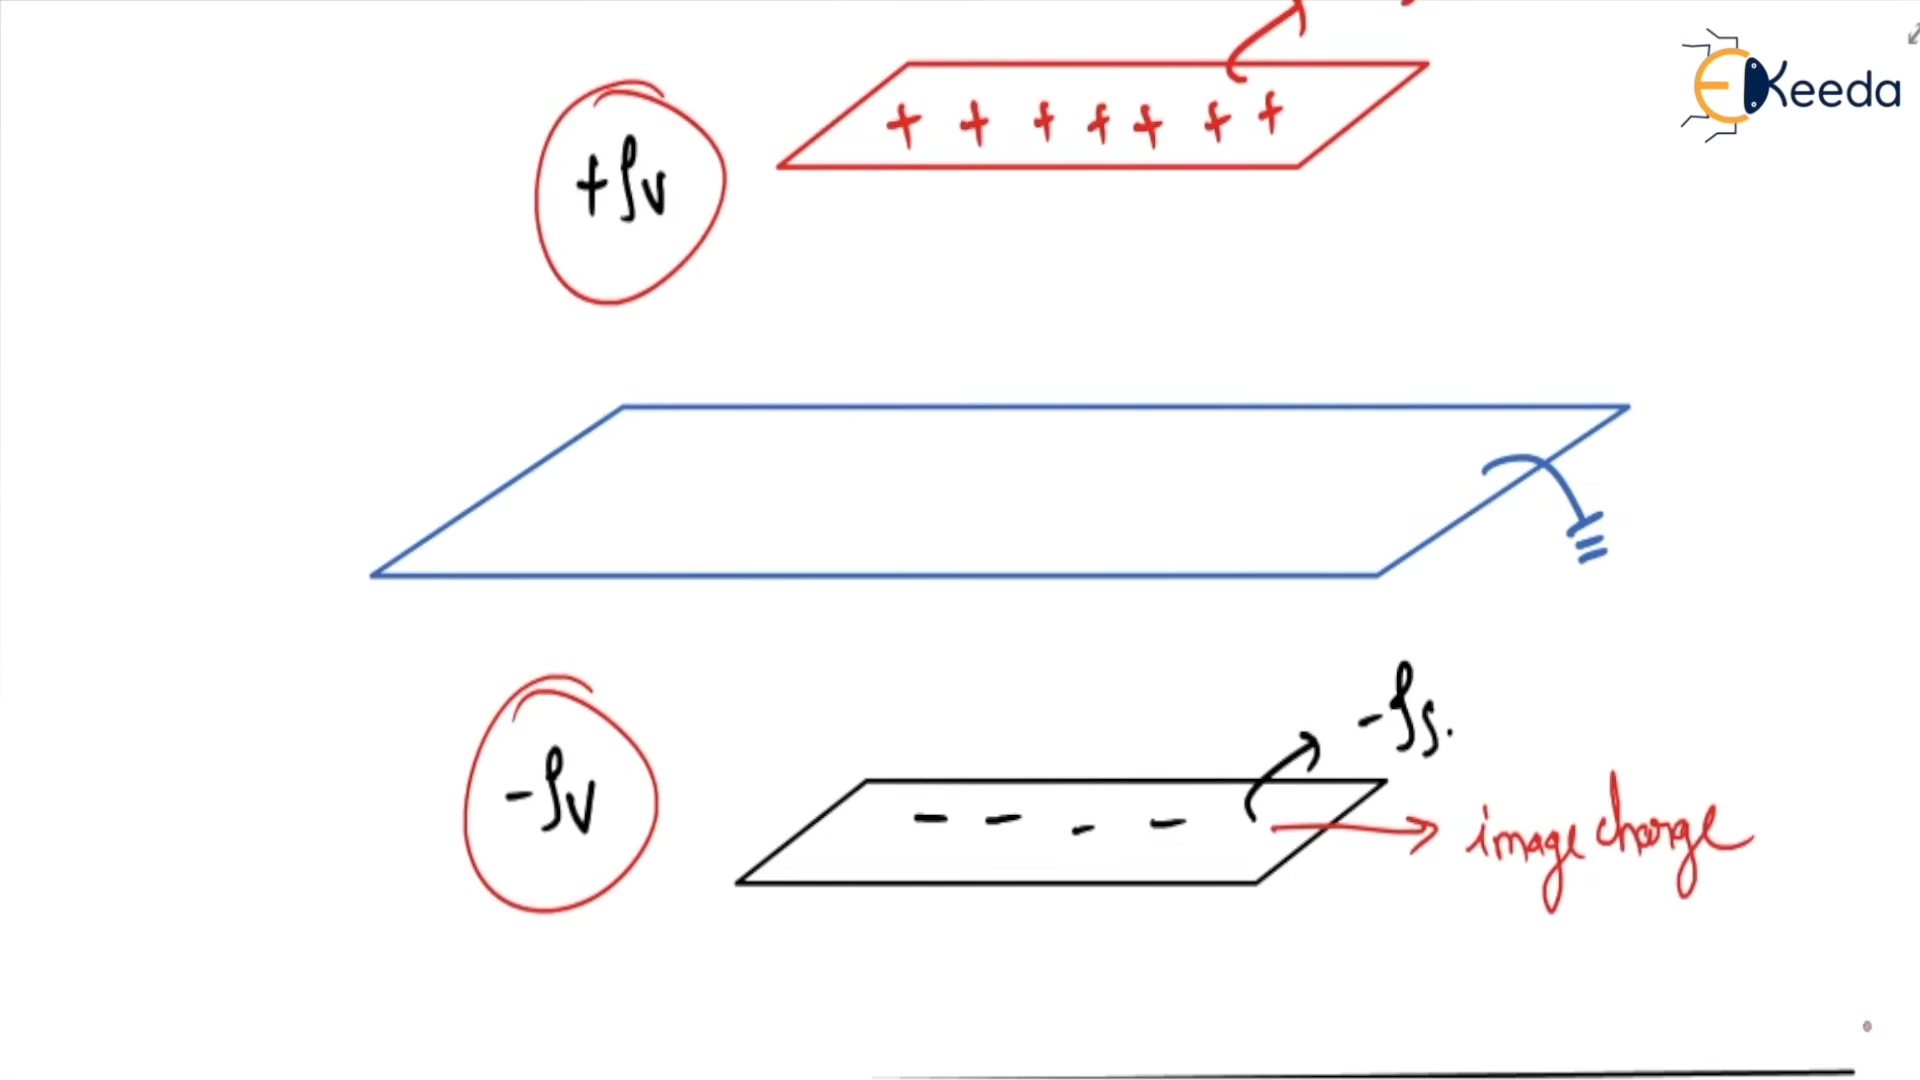 EKeeda
+ + + + + + +
+ρv
-ρs.
-ρv
- - - -
image charge